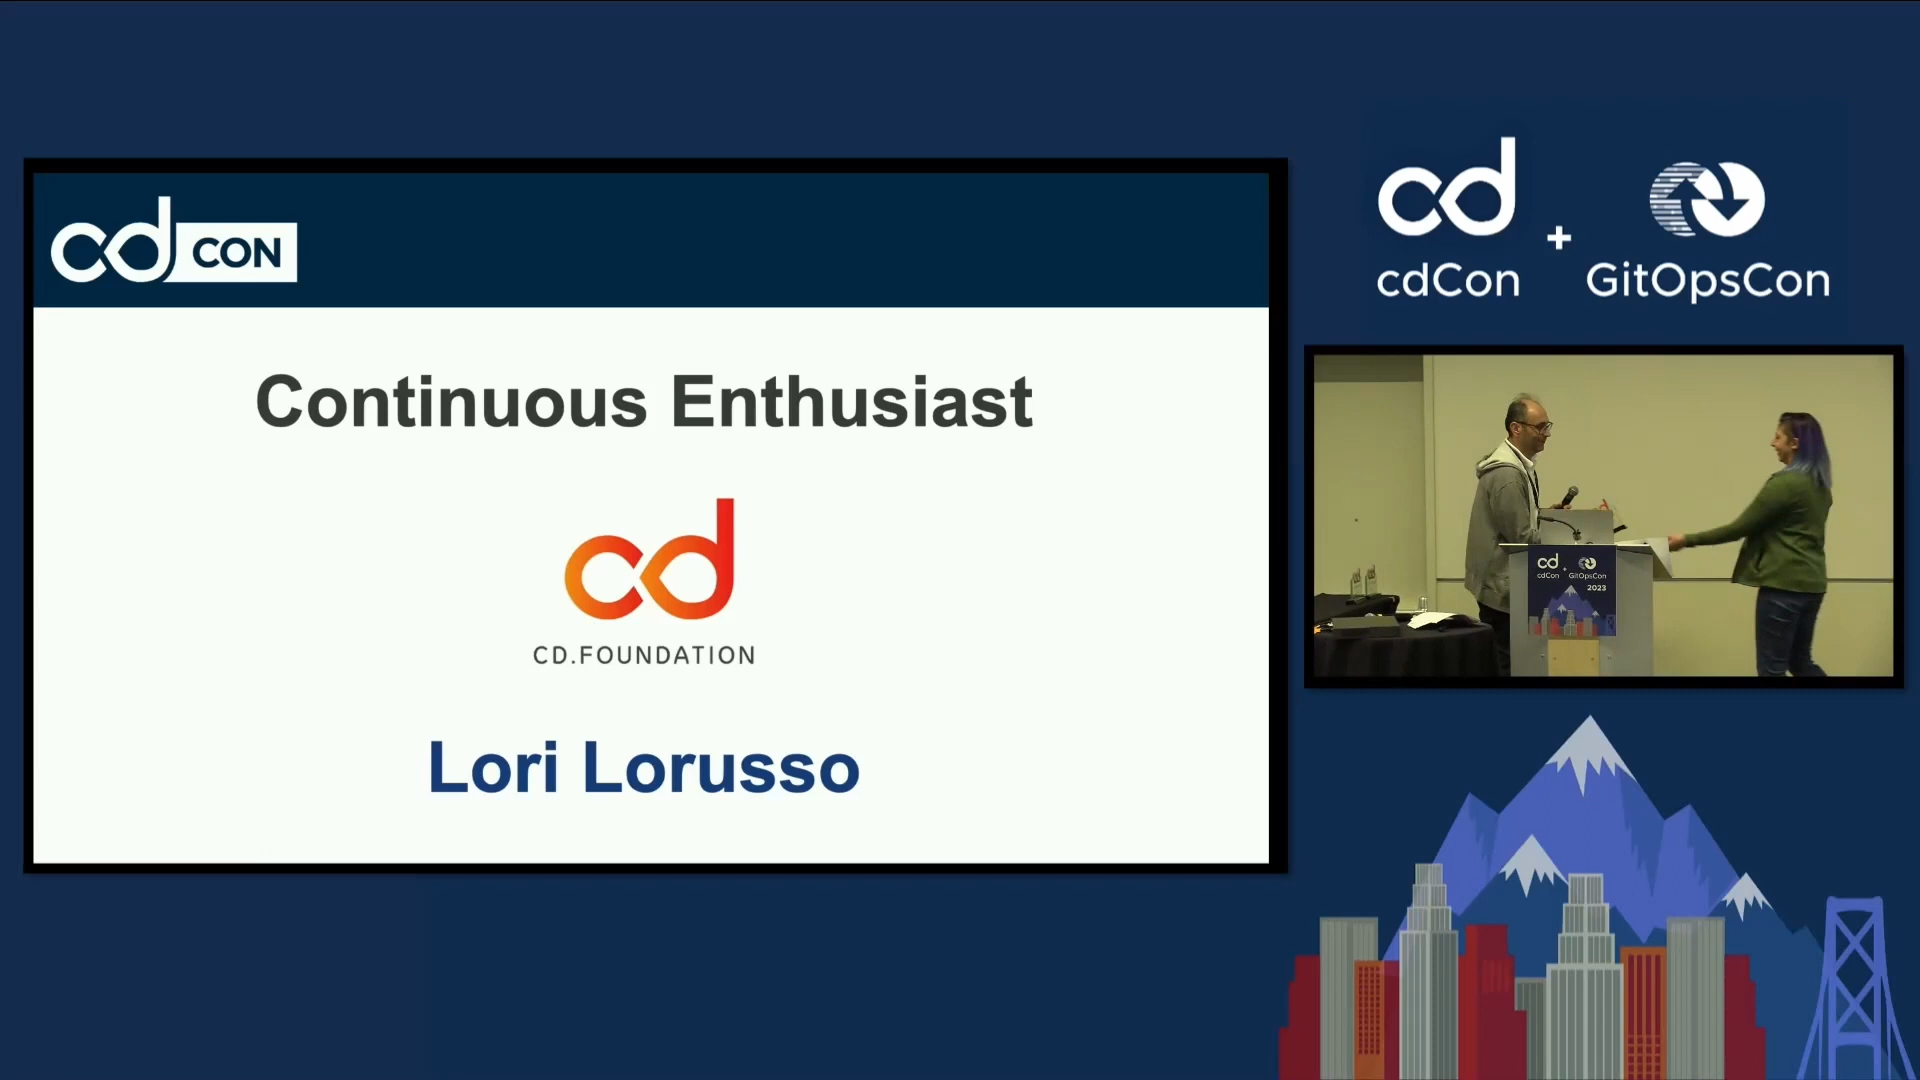 cd CON
Continuous Enthusiast
cd
CD.FOUNDATION
Lori Lorusso
cd + 
cdCon GitOpsCon
cd +
cdCon GitOpsCon
2023